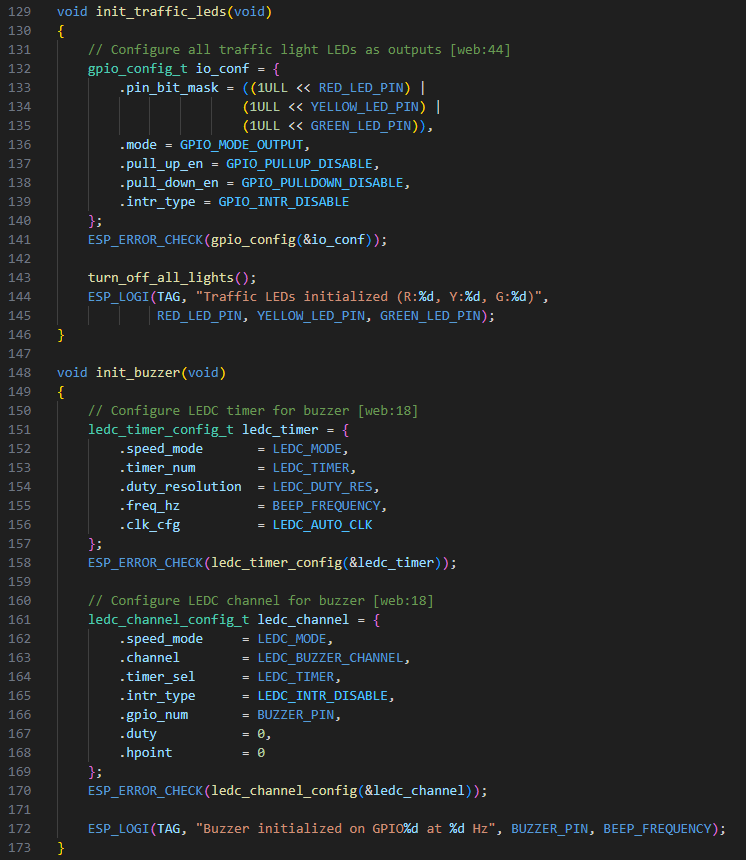 129 void init_traffic_leds(void)
130 {
131     // Configure all traffic light LEDs as outputs [web:44]
132     gpio_config_t io_conf = {
133         .pin_bit_mask = ((1ULL << RED_LED_PIN) |
134                         (1ULL << YELLOW_LED_PIN) |
135                         (1ULL << GREEN_LED_PIN)),
136         .mode = GPIO_MODE_OUTPUT,
137         .pull_up_en = GPIO_PULLUP_DISABLE,
138         .pull_down_en = GPIO_PULLDOWN_DISABLE,
139         .intr_type = GPIO_INTR_DISABLE
140     };
141     ESP_ERROR_CHECK(gpio_config(&io_conf));
142
143     turn_off_all_lights();
144     ESP_LOGI(TAG, "Traffic LEDs initialized (R:%d, Y:%d, G:%d)",
145              RED_LED_PIN, YELLOW_LED_PIN, GREEN_LED_PIN);
146 }
147
148 void init_buzzer(void)
149 {
150     // Configure LEDC timer for buzzer [web:18]
151     ledc_timer_config_t ledc_timer = {
152         .speed_mode       = LEDC_MODE,
153         .timer_num        = LEDC_TIMER,
154         .duty_resolution  = LEDC_DUTY_RES,
155         .freq_hz          = BEEP_FREQUENCY,
156         .clk_cfg          = LEDC_AUTO_CLK
157     };
158     ESP_ERROR_CHECK(ledc_timer_config(&ledc_timer));
159
160     // Configure LEDC channel for buzzer [web:18]
161     ledc_channel_config_t ledc_channel = {
162         .speed_mode     = LEDC_MODE,
163         .channel        = LEDC_BUZZER_CHANNEL,
164         .timer_sel      = LEDC_TIMER,
165         .intr_type      = LEDC_INTR_DISABLE,
166         .gpio_num       = BUZZER_PIN,
167         .duty           = 0,
168         .hpoint         = 0
169     };
170     ESP_ERROR_CHECK(ledc_channel_config(&ledc_channel));
171
172     ESP_LOGI(TAG, "Buzzer initialized on GPIO%d at %d Hz", BUZZER_PIN, BEEP_FREQUENCY);
173 }